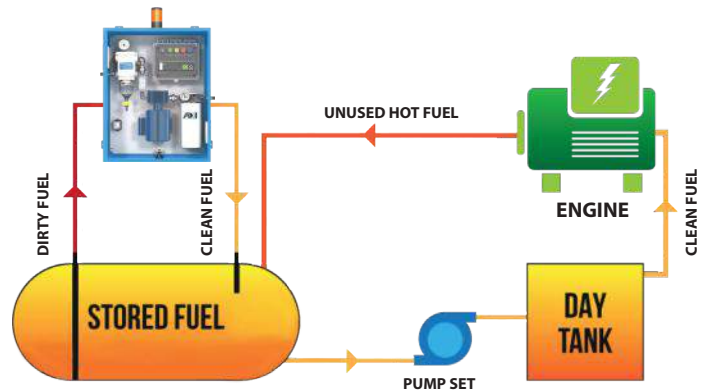 UNUSED HOT FUEL
DIRTY FUEL
CLEAN FUEL
ENGINE
CLEAN FUEL
STORED FUEL
DAY
TANK
PUMP SET